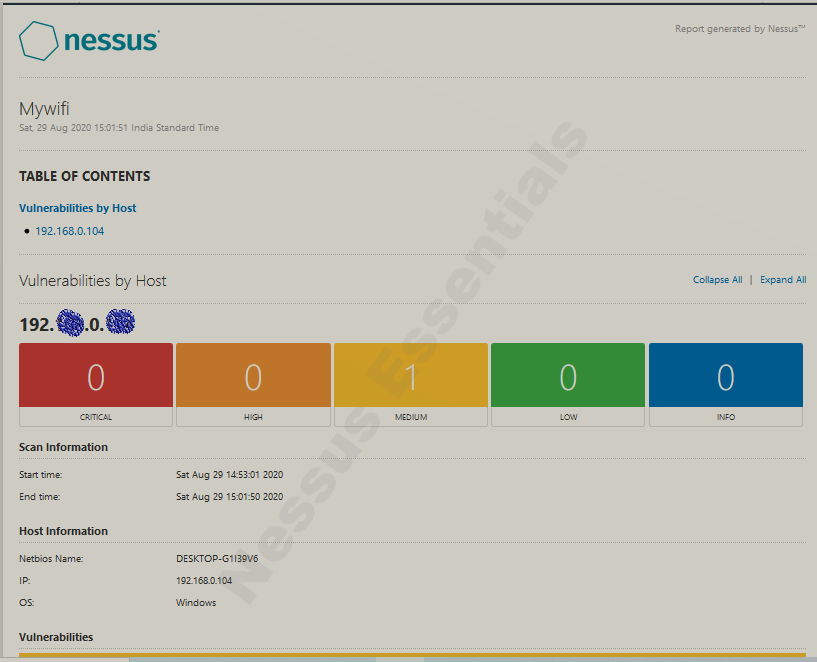 nessus
Report generated by Nessus™
Mywifi
Sat, 29 Aug 2020 15:01:51 India Standard Time
TABLE OF CONTENTS
Vulnerabilities by Host
• 192.168.0.104
Vulnerabilities by Host
Collapse All | Expand All
192. .0.
0 0 1 0 0
CRITICAL HIGH MEDIUM LOW INFO
Scan Information
Start time: Sat Aug 29 14:53:01 2020
End time: Sat Aug 29 15:01:50 2020
Host Information
Netbios Name: DESKTOP-G1I39V6
IP: 192.168.0.104
OS: Windows
Vulnerabilities
Nessus Essentials